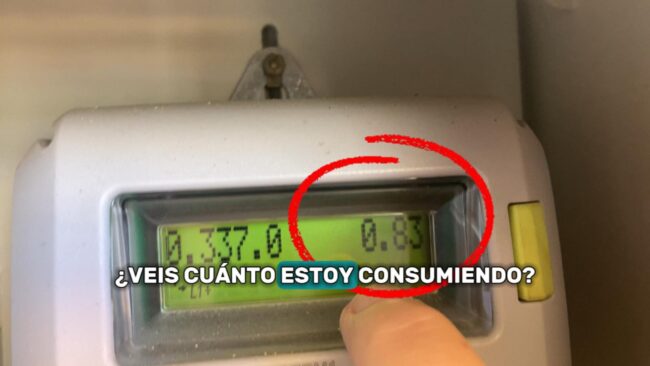 0.337.0 0.83
¿VEIS CUÁNTO ESTOY CONSUMIENDO?